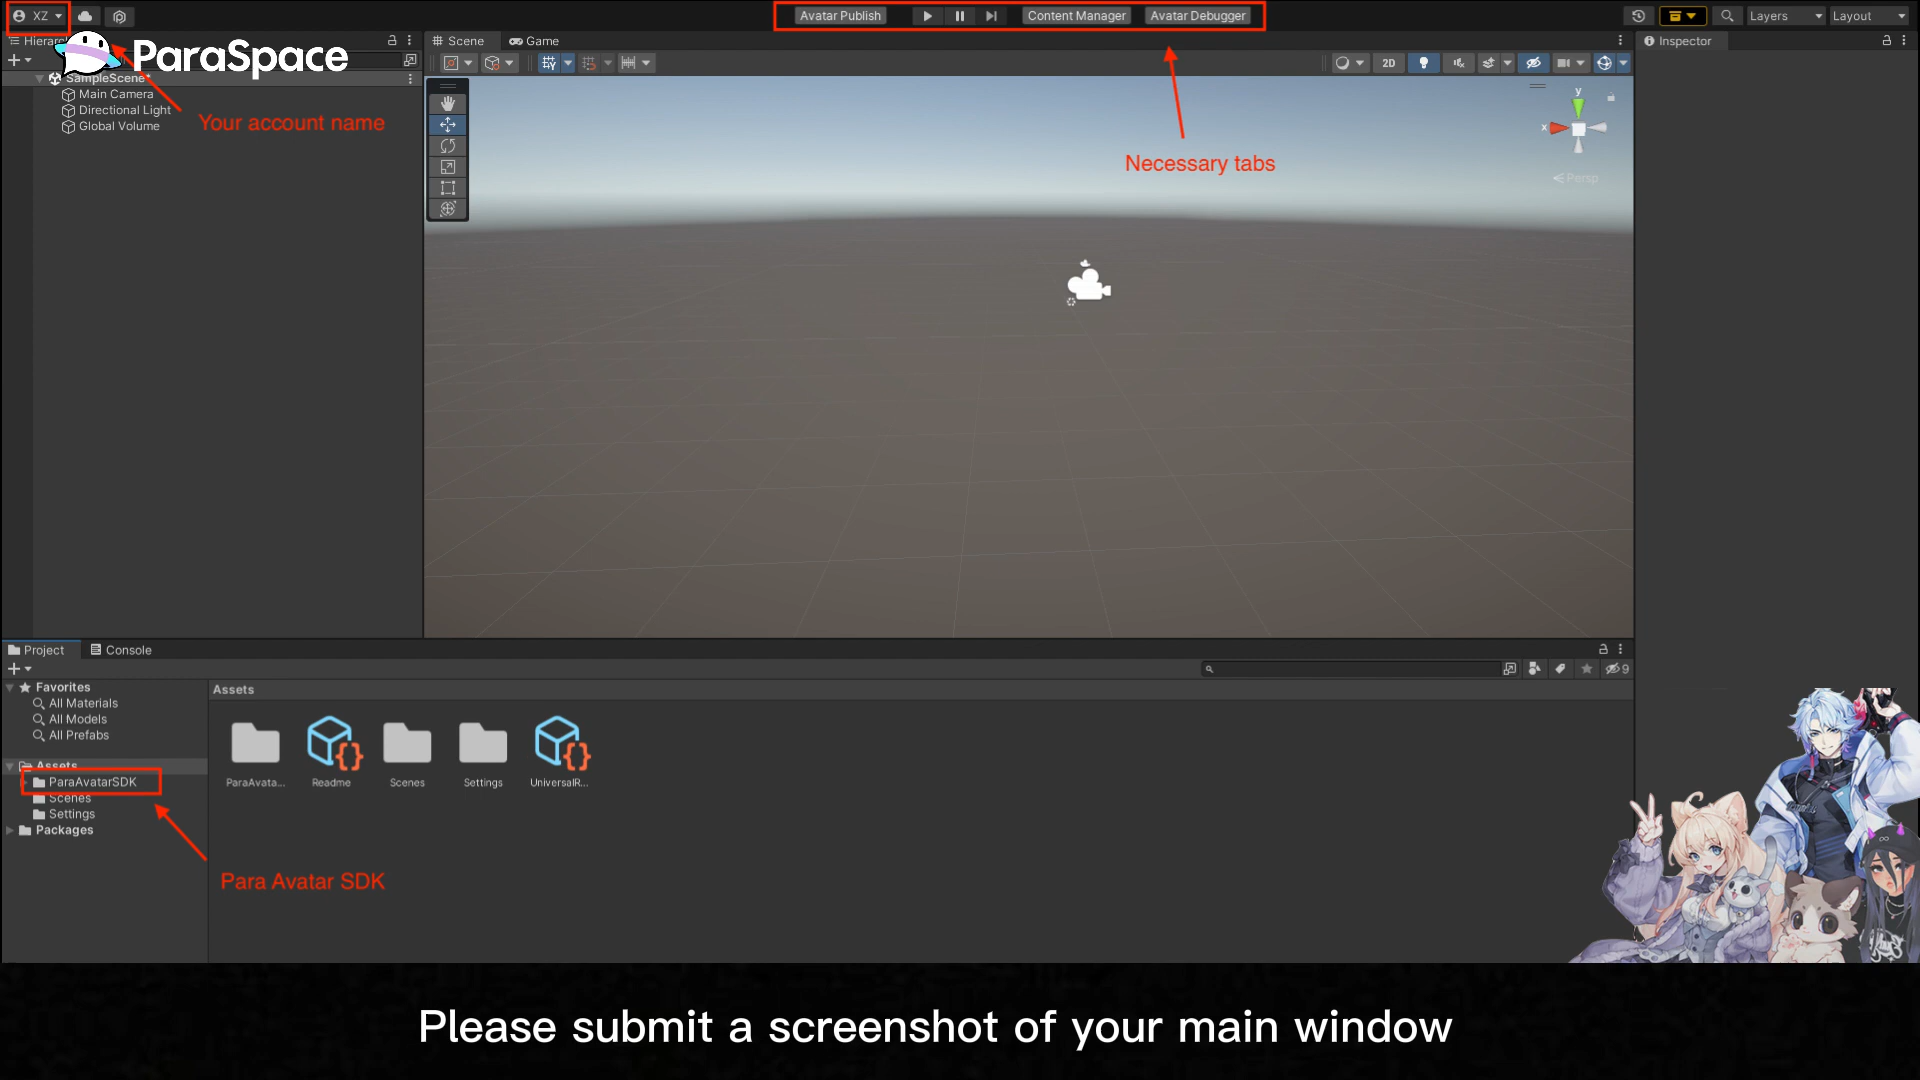 XZ
Avatar Publish
Content Manager
Avatar Debugger
Layers
Layout
Hierarc
ParaSpace
Scene
Game
Inspector
SampleScene*
Main Camera
Directional Light
Global Volume
Your account name
2D
y
x
Persp
Necessary tabs
Project
Console
9
Favorites
All Materials
All Models
All Prefabs
Assets
ParaAvatarSDK
Scenes
Settings
Packages
Assets
ParaAvata...
Readme
Scenes
Settings
UniversalR...
Para Avatar SDK
Please submit a screenshot of your main window